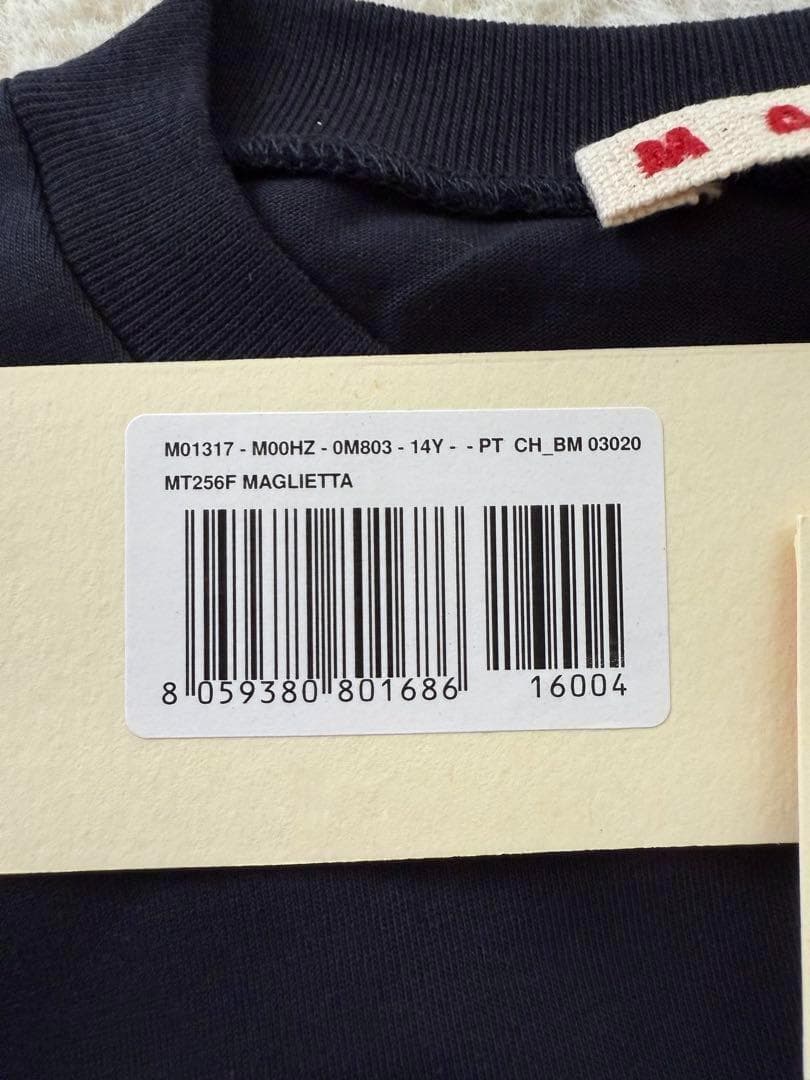 M
M01317 - M00HZ - 0M803 - 14Y - - PT CH_BM 03020
MT256F MAGLIETTA
8 059380 801686 16004